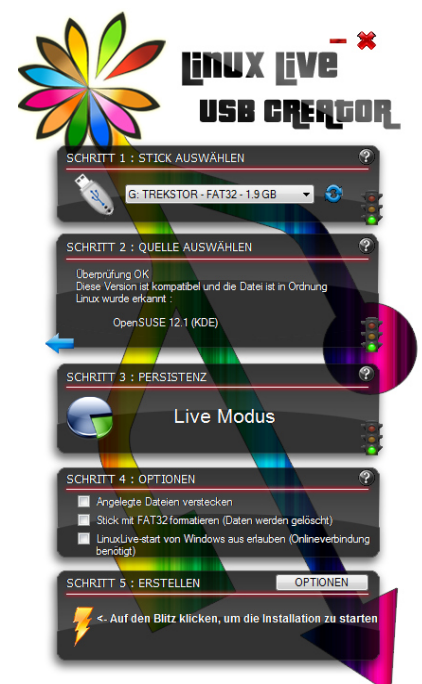 Linux Live
USB Creator
SCHRITT 1 : STICK AUSWÄHLEN
?
G: TREKSTOR - FAT32 - 1.9 GB
SCHRITT 2 : QUELLE AUSWÄHLEN
?
Überprüfung OK
Diese Version ist kompatibel und die Datei ist in Ordnung
Linux wurde erkannt :
OpenSUSE 12.1 (KDE)
SCHRITT 3 : PERSISTENZ
?
Live Modus
SCHRITT 4 : OPTIONEN
?
Angelegte Dateien verstecken
Stick mit FAT32 formatieren (Daten werden gelöscht)
LinuxLive-start von Windows aus erlauben (Onlineverbindung
benötigt)
SCHRITT 5 : ERSTELLEN
OPTIONEN
<- Auf den Blitz klicken, um die Installation zu starten